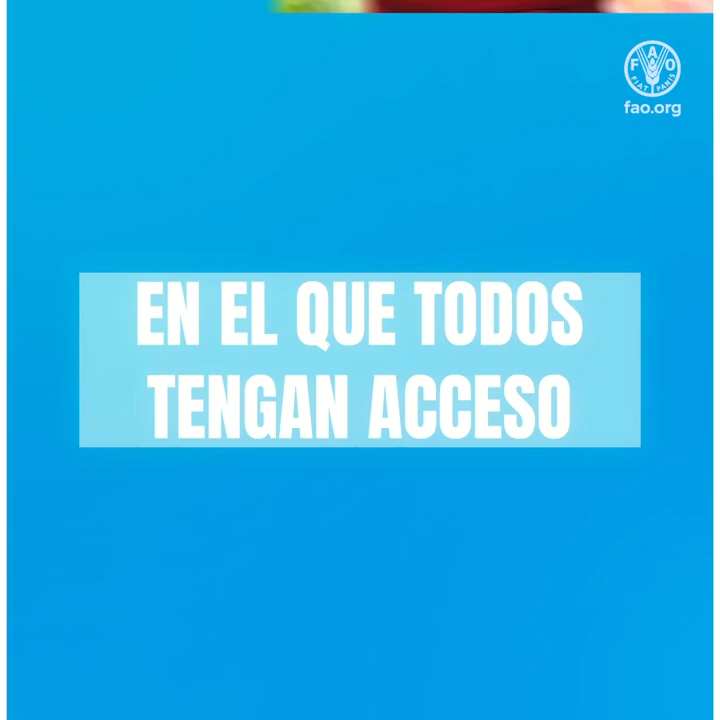 FAO
FIAT PANIS
fao.org
EN EL QUE TODOS
TENGAN ACCESO